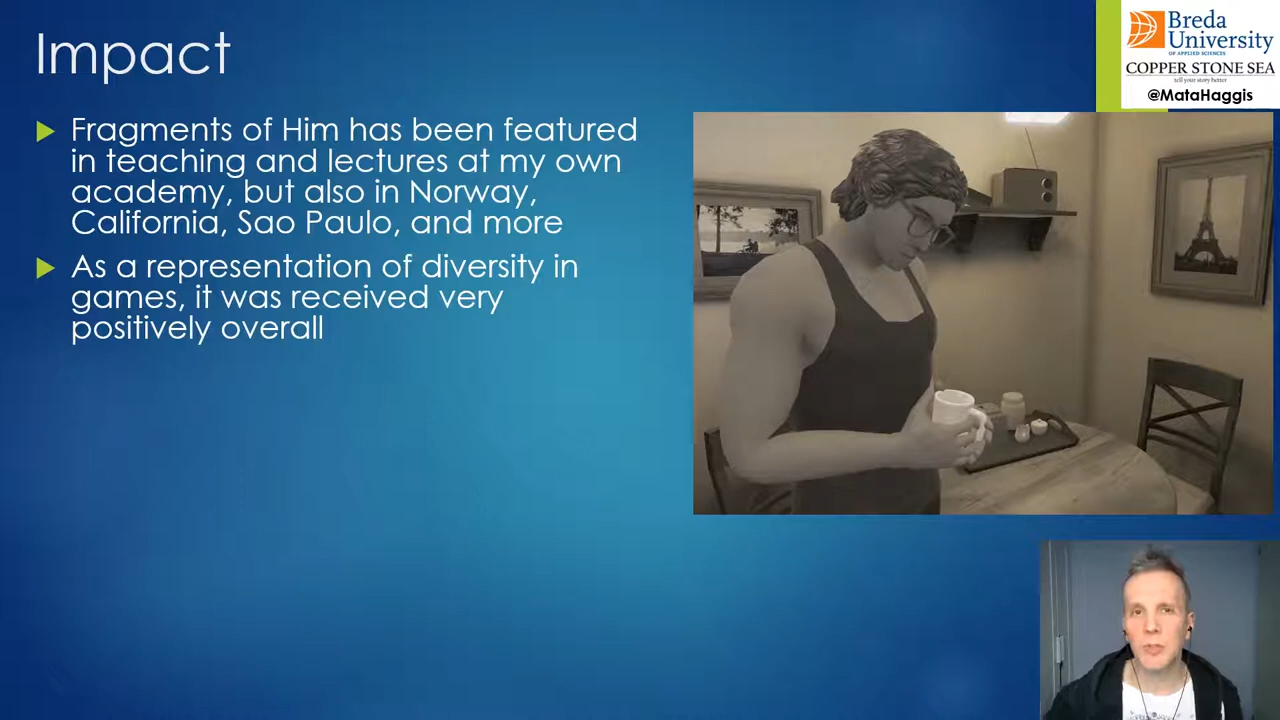 Impact
Fragments of Him has been featured
in teaching and lectures at my own
academy, but also in Norway,
California, Sao Paulo, and more
As a representation of diversity in
games, it was received very
positively overall
Breda
University
OF APPLIED SCIENCES
COPPER STONE SEA
tell your story better
@MataHaggis